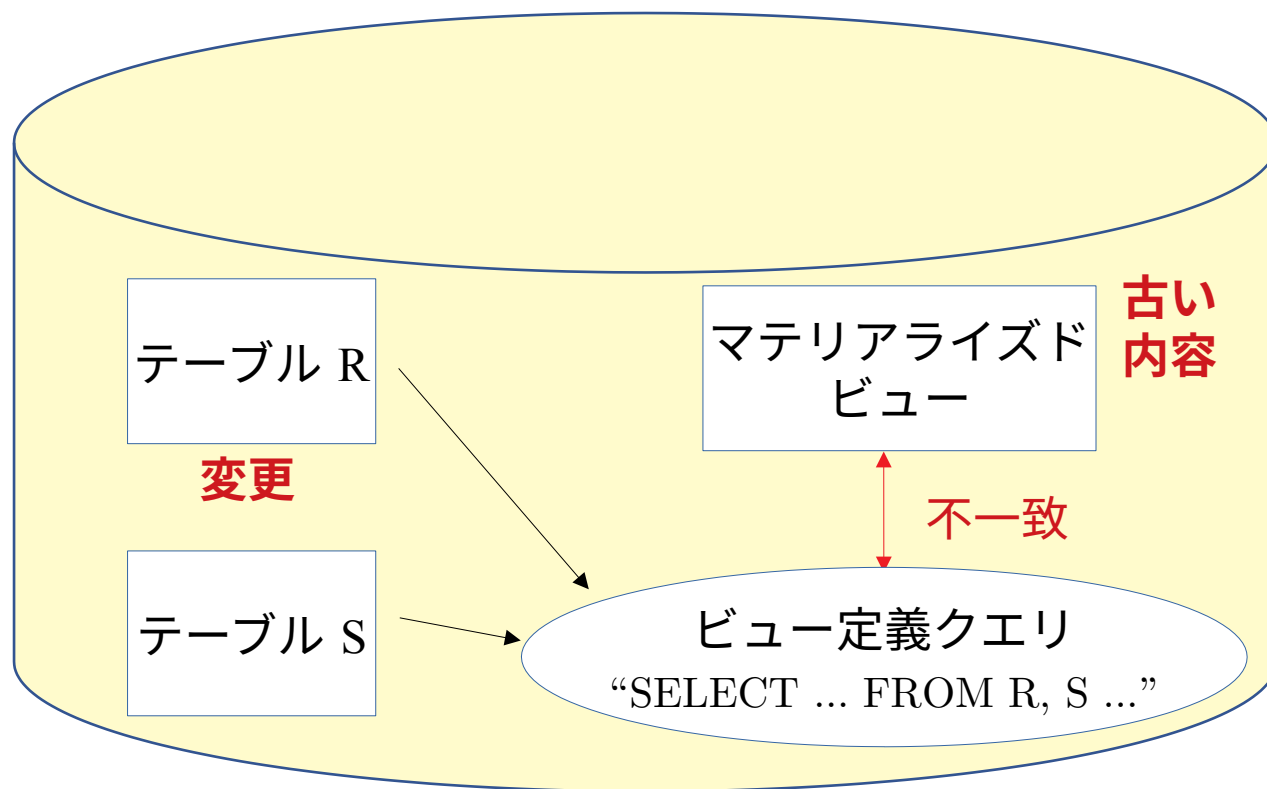 テーブル R
変更
テーブル S
マテリアライズド
ビュー
古い
内容
不一致
ビュー定義クエリ
“SELECT ... FROM R, S ...”